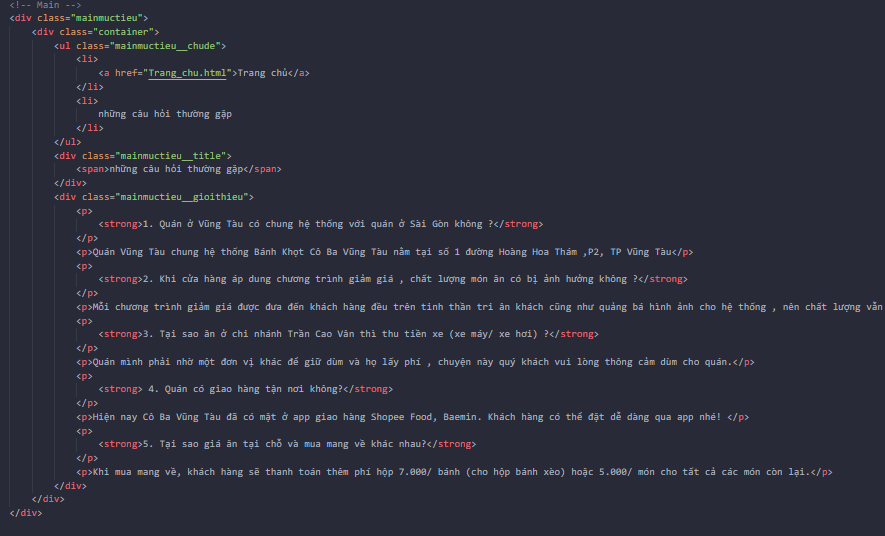 <!-- Main -->
<div class="mainmuctieu">
<div class="container">
<ul class="mainmuctieu__chude">
<li>
<a href="Trang_chu.html">Trang chủ</a>
</li>
<li>
những câu hỏi thường gặp
</li>
</ul>
<div class="mainmuctieu__title">
<span>những câu hỏi thường gặp</span>
</div>
<div class="mainmuctieu__gioithieu">
<p>
<strong>1. Quán ở Vũng Tàu có chung hệ thống với quán ở Sài Gòn không ?</strong>
</p>
<p>Quán Vũng Tàu chung hệ thống Bánh Khọt Cô Ba Vũng Tàu nằm tại số 1 đường Hoàng Hoa Thám ,P2, TP Vũng Tàu</p>
<p>
<strong>2. Khi cửa hàng áp dung chương trình giảm giá , chất lượng món ăn có bị ảnh hưởng không ?</strong>
</p>
<p>Mỗi chương trình giảm giá được đưa đến khách hàng đều trên tinh thần tri ân khách cũng như quảng bá hình ảnh cho hệ thống , nên chất lượng vẫn
<p>
<strong>3. Tại sao ăn ở chi nhánh Trần Cao Vân thì thu tiền xe (xe máy/ xe hơi) ?</strong>
</p>
<p>Quán mình phải nhờ một đơn vị khác để giữ dùm và họ lấy phí , chuyện này quý khách vui lòng thông cảm dùm cho quán.</p>
<p>
<strong> 4. Quán có giao hàng tận nơi không?</strong>
</p>
<p>Hiện nay Cô Ba Vũng Tàu đã có mặt ở app giao hàng Shopee Food, Baemin. Khách hàng có thể đặt dễ dàng qua app nhé! </p>
<p>
<strong>5. Tại sao giá ăn tại chỗ và mua mang về khác nhau?</strong>
</p>
<p>Khi mua mang về, khách hàng sẽ thanh toán thêm phí hộp 7.000/ bánh (cho hộp bánh xèo) hoặc 5.000/ món cho tất cả các món còn lại.</p>
</div>
</div>
</div>